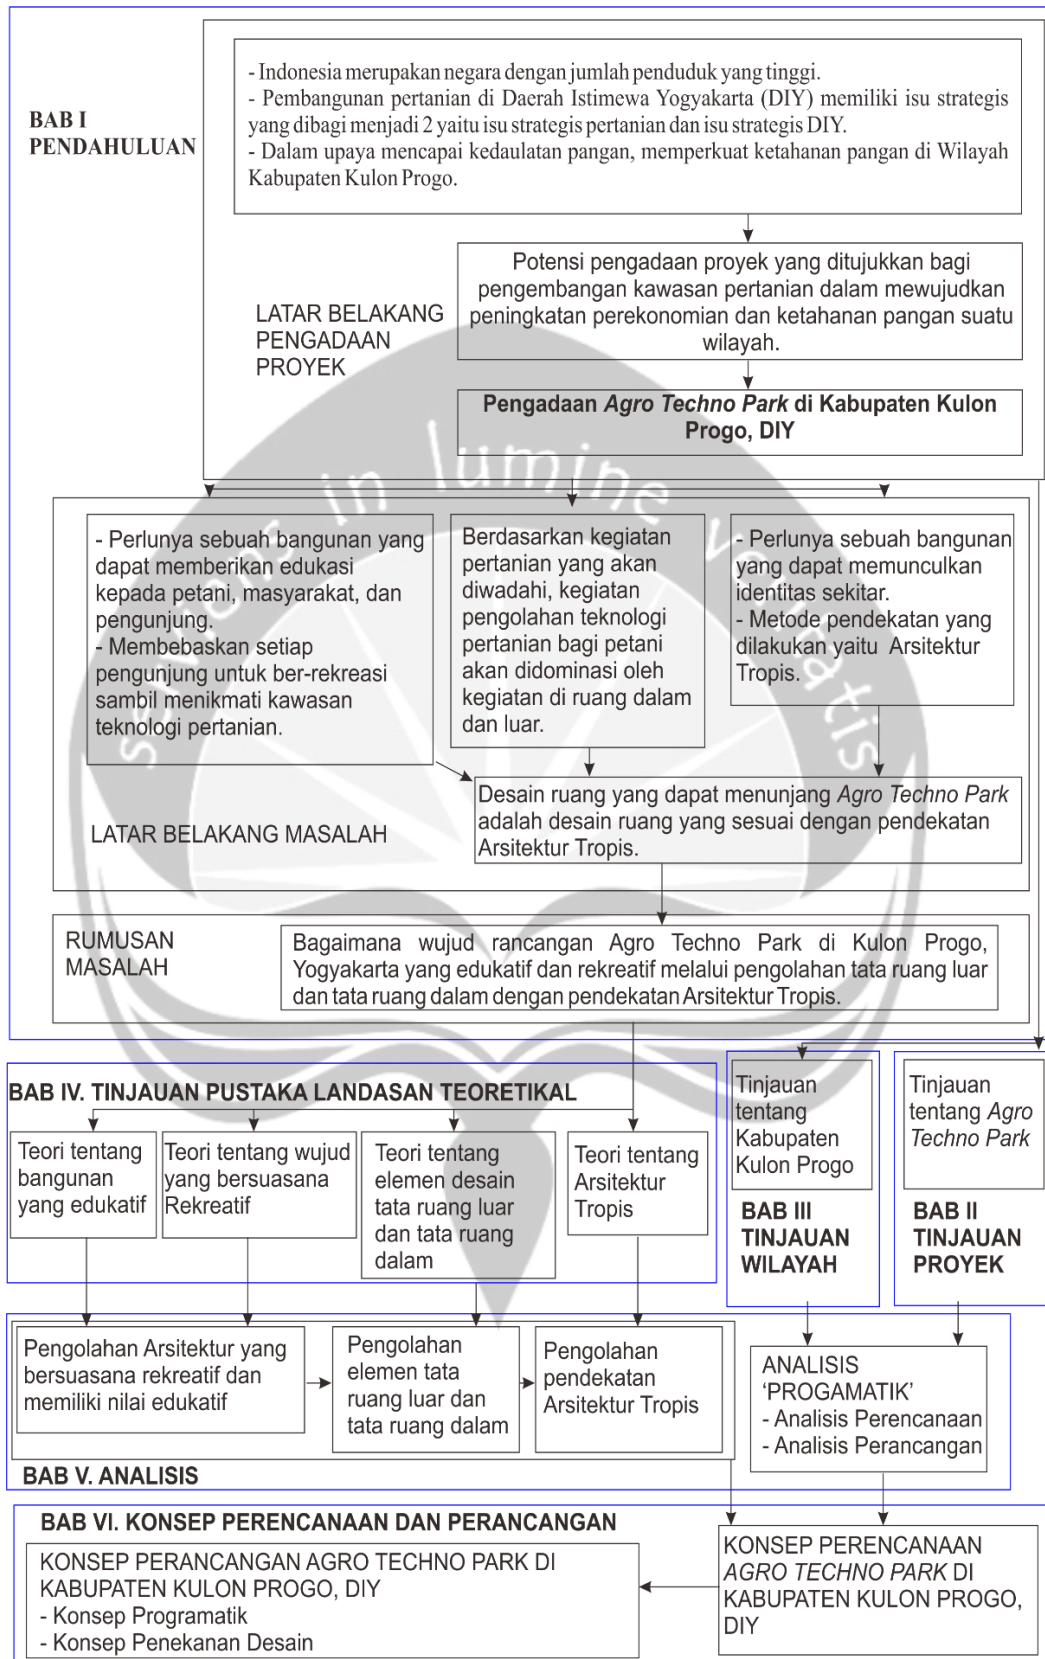 BAB I
PENDAHULUAN
- Indonesia merupakan negara dengan jumlah penduduk yang tinggi.
- Pembangunan pertanian di Daerah Istimewa Yogyakarta (DIY) memiliki isu strategis
yang dibagi menjadi 2 yaitu isu strategis pertanian dan isu strategis DIY.
- Dalam upaya mencapai kedaulatan pangan, memperkuat ketahanan pangan di Wilayah
Kabupaten Kulon Progo.
LATAR BELAKANG
PENGADAAN
PROYEK
Potensi pengadaan proyek yang ditujukkan bagi
pengembangan kawasan pertanian dalam mewujudkan
peningkatan perekonomian dan ketahanan pangan suatu
wilayah.
Pengadaan Agro Techno Park di Kabupaten Kulon
Progo, DIY
serviens in lumine veritatis
- Perlunya sebuah bangunan yang
dapat memberikan edukasi
kepada petani, masyarakat, dan
pengunjung.
- Membebaskan setiap
pengunjung untuk ber-rekreasi
sambil menikmati kawasan
teknologi pertanian.
Berdasarkan kegiatan
pertanian yang akan
diwadahi, kegiatan
pengolahan teknologi
pertanian bagi petani
akan didominasi oleh
kegiatan di ruang dalam
dan luar.
- Perlunya sebuah bangunan
yang dapat memunculkan
identitas sekitar.
- Metode pendekatan yang
dilakukan yaitu Arsitektur
Tropis.
LATAR BELAKANG MASALAH
Desain ruang yang dapat menunjang Agro Techno Park
adalah desain ruang yang sesuai dengan pendekatan
Arsitektur Tropis.
RUMUSAN
MASALAH
Bagaimana wujud rancangan Agro Techno Park di Kulon Progo,
Yogyakarta yang edukatif dan rekreatif melalui pengolahan tata ruang luar
dan tata ruang dalam dengan pendekatan Arsitektur Tropis.
BAB IV. TINJAUAN PUSTAKA LANDASAN TEORETIKAL
Teori tentang
bangunan
yang edukatif
Teori tentang wujud
yang bersuasana
Rekreatif
Teori tentang
elemen desain
tata ruang luar
dan tata ruang
dalam
Teori tentang
Arsitektur
Tropis
Tinjauan
tentang
Kabupaten
Kulon Progo
BAB III
TINJAUAN
WILAYAH
Tinjauan
tentang Agro
Techno Park
BAB II
TINJAUAN
PROYEK
Pengolahan Arsitektur yang
bersuasana rekreatif dan
memiliki nilai edukatif
Pengolahan
elemen tata
ruang luar dan
tata ruang dalam
Pengolahan
pendekatan
Arsitektur Tropis
ANALISIS
‘PROGAMATIK’
- Analisis Perencanaan
- Analisis Perancangan
BAB V. ANALISIS
BAB VI. KONSEP PERENCANAAN DAN PERANCANGAN
KONSEP PERANCANGAN AGRO TECHNO PARK DI
KABUPATEN KULON PROGO, DIY
- Konsep Programatik
- Konsep Penekanan Desain
KONSEP PERENCANAAN
AGRO TECHNO PARK DI
KABUPATEN KULON PROGO,
DIY